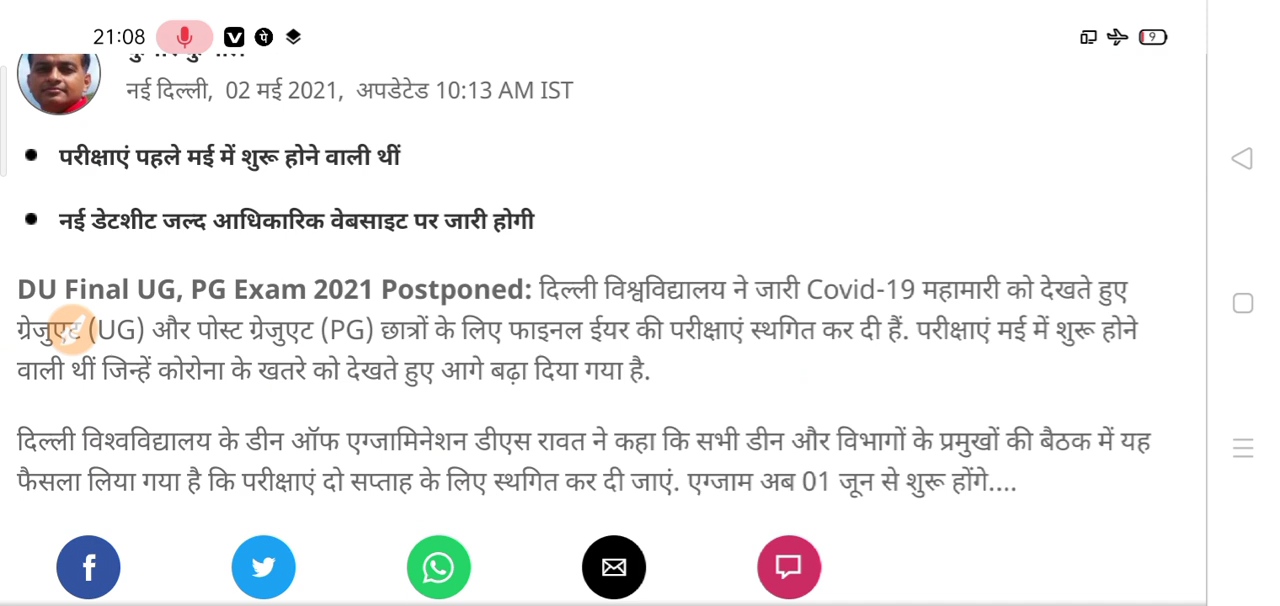 21:08
9
नई दिल्ली, 02 मई 2021, अपडेटेड 10:13 AM IST
परीक्षाएं पहले मई में शुरू होने वाली थीं
नई डेटशीट जल्द आधिकारिक वेबसाइट पर जारी होगी
DU Final UG, PG Exam 2021 Postponed: दिल्ली विश्वविद्यालय ने जारी Covid-19 महामारी को देखते हुए
ग्रेजुएट (UG) और पोस्ट ग्रेजुएट (PG) छात्रों के लिए फाइनल ईयर की परीक्षाएं स्थगित कर दी हैं. परीक्षाएं मई में शुरू होने
वाली थीं जिन्हें कोरोना के खतरे को देखते हुए आगे बढ़ा दिया गया है.
दिल्ली विश्वविद्यालय के डीन ऑफ एग्जामिनेशन डीएस रावत ने कहा कि सभी डीन और विभागों के प्रमुखों की बैठक में यह
फैसला लिया गया है कि परीक्षाएं दो सप्ताह के लिए स्थगित कर दी जाएं. एग्जाम अब 01 जून से शुरू होंगे....